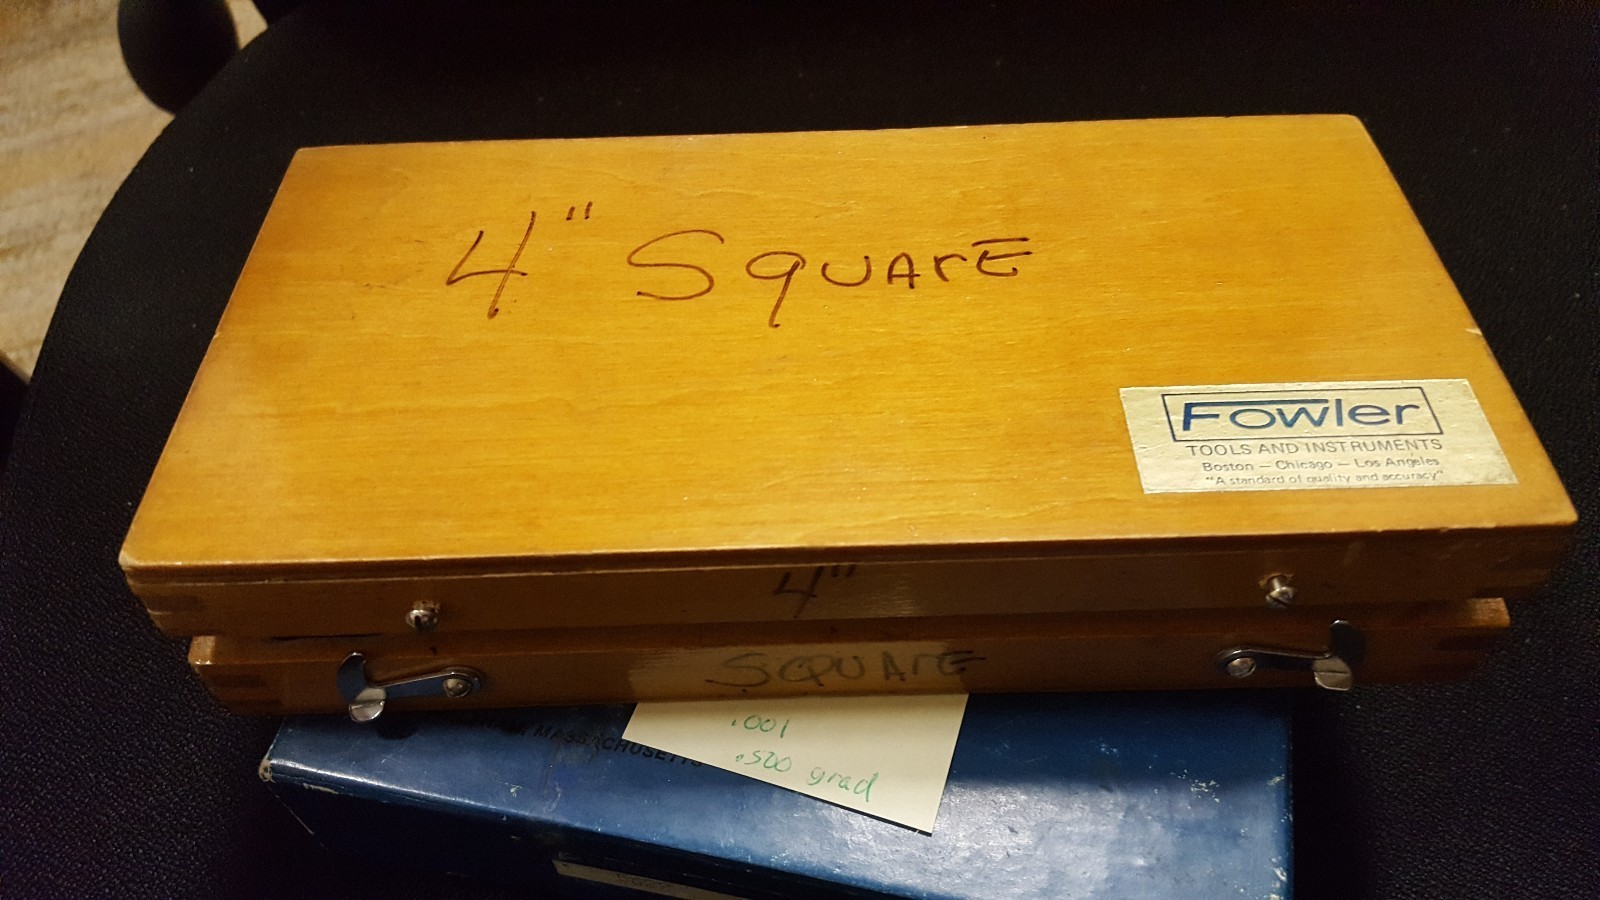 4" SQUArE
Fowler
TOOLS AND INSTRUMENTS
Boston — Chicago — Los Angeles
"A standard of quality and accuracy"
4"
SQUArE
MASSACHUSETTS
.001
.500 grad